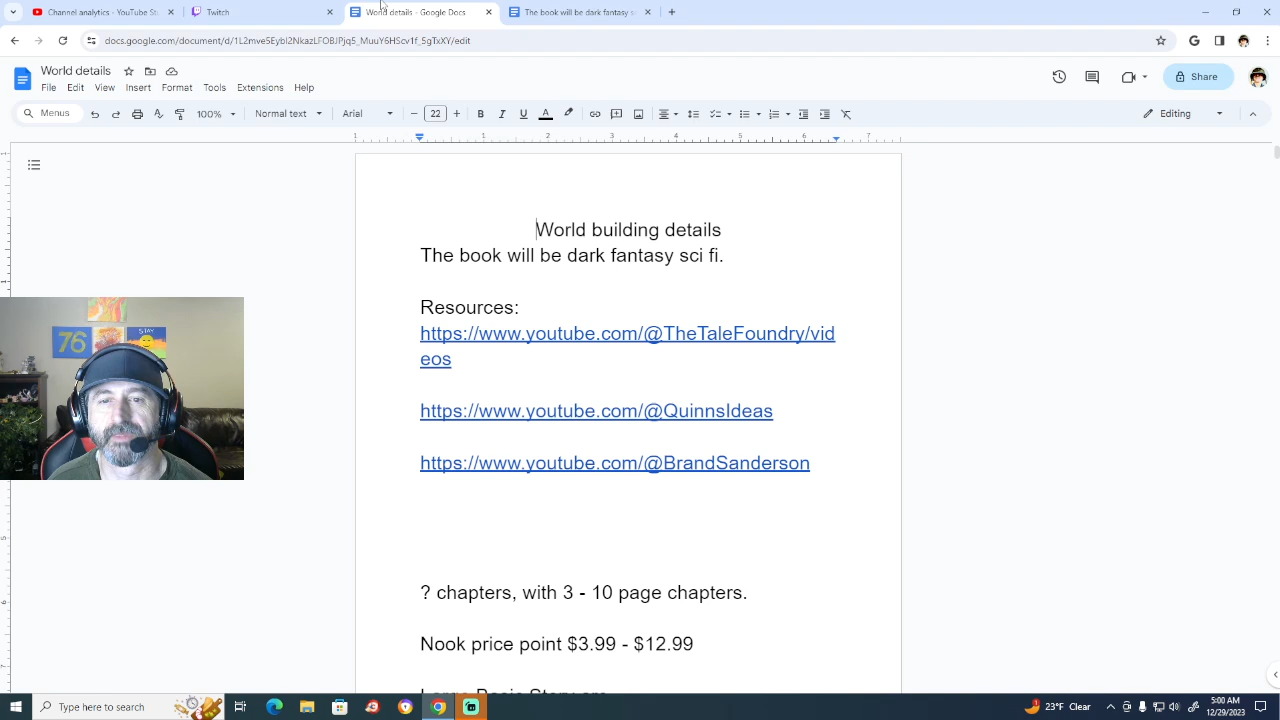 Channel analytics - YouTube Studi
Twitch
World details - Google Docs
The book will be dark fantasy s
docs.google.com/document/d/1L2mve5EybI2NkazLFOBJPjq5_MuuY6HScv1f_5gTxXY/edit
World details
File Edit View Insert Format Tools Extensions Help
Share
Menus
100%
Normal text
Arial
22
Editing
World building details
The book will be dark fantasy sci fi.
Resources:
https://www.youtube.com/@TheTaleFoundry/vid
eos
https://www.youtube.com/@QuinnsIdeas
https://www.youtube.com/@BrandSanderson
76
STAY
? chapters, with 3 - 10 page chapters.
Nook price point $3.99 - $12.99
Type here to search
23°F Clear
5:00 AM
12/29/2023